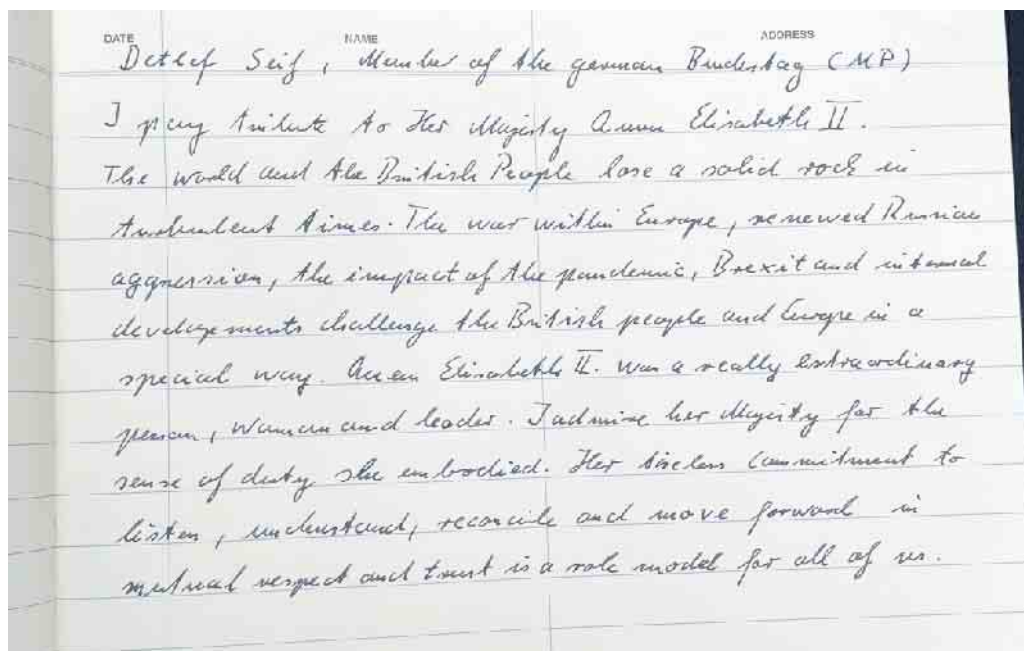 DATE NAME ADDRESS
Detlef Seif, Member of the german Bundestag (MP)
I pay tribute to Her Majesty Queen Elisabeth II.
The world and the British People lose a solid rock in
turbulent times. The war within Europe, renewed Russian
aggression, the impact of the pandemic, Brexit and internal
developements challenge the British people and Europe in a
special way. Queen Elisabeth II. was a really extraordinary
person, woman and leader. I admire her Majesty for the
sense of duty she embodied. Her tireless commitment to
listen, understand, reconcile and move forward in
mutual respect and trust is a role model for all of us.